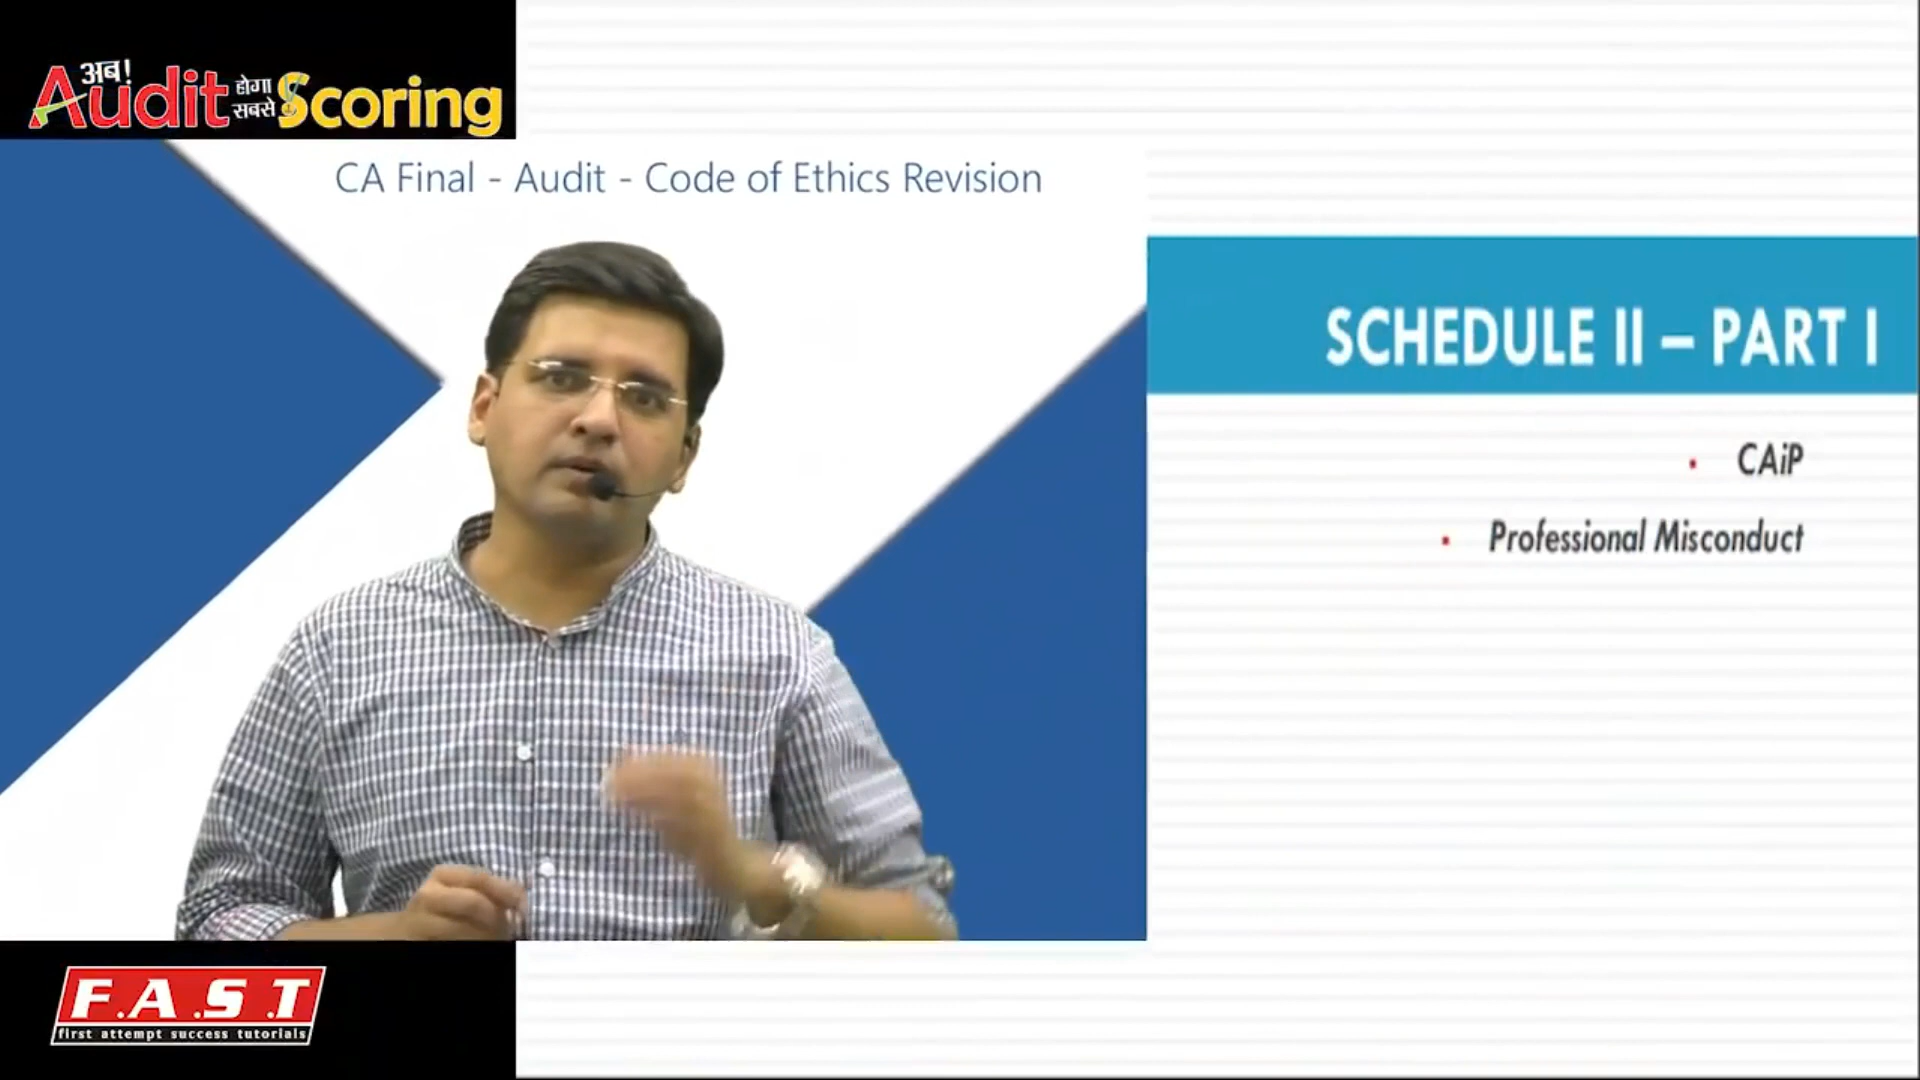 अब!
Audit होगा सबसे Scoring
CA Final - Audit - Code of Ethics Revision
SCHEDULE II – PART I
• CAiP
• Professional Misconduct
F.A.S.T
first attempt success tutorials